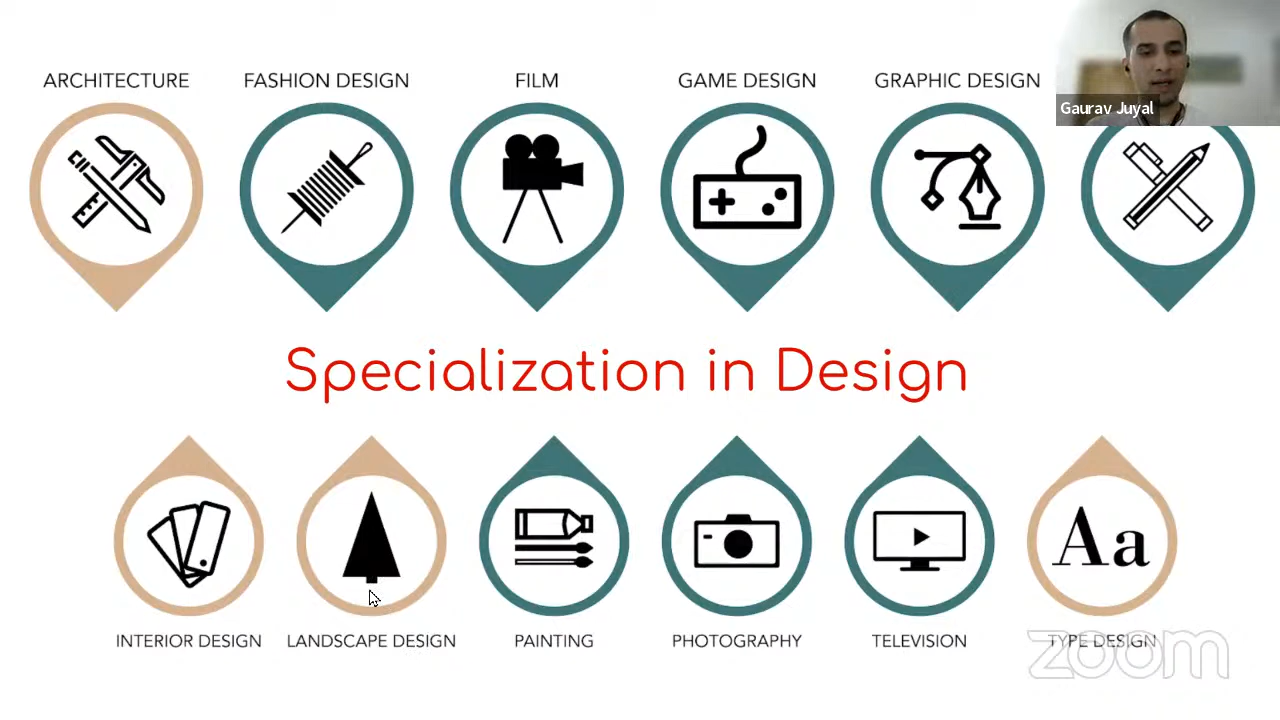 ARCHITECTURE
FASHION DESIGN
FILM
GAME DESIGN
GRAPHIC DESIGN
Gaurav Juyal
Specialization in Design
Aa
INTERIOR DESIGN
LANDSCAPE DESIGN
PAINTING
PHOTOGRAPHY
TELEVISION
TYPE DESIGN
zoom